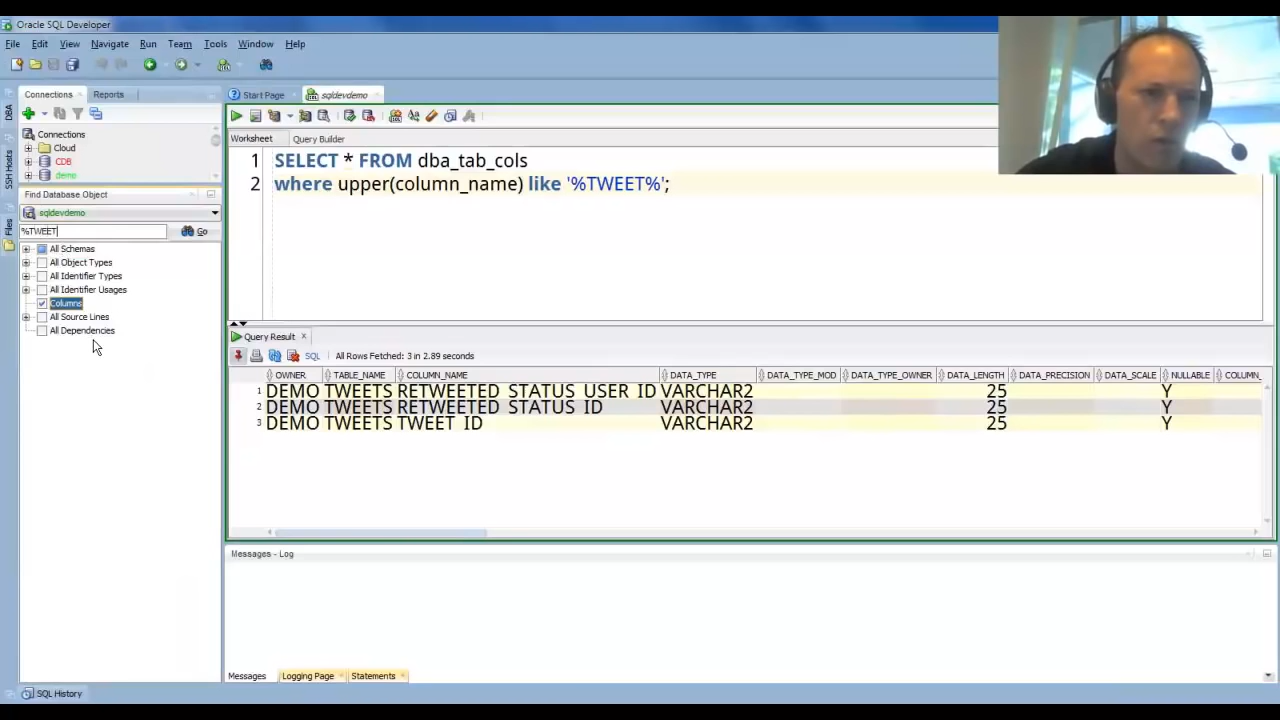 Oracle SQL Developer
File Edit View Navigate Run Team Tools Window Help
Connections Reports
Start Page sqldevdemo
DBA
SSH Hosts
Files
Connections
Cloud
CDB
demo
Find Database Object
sqldevdemo
%TWEET Go
All Schemas
All Object Types
All Identifier Types
All Identifier Usages
Columns
All Source Lines
All Dependencies
Worksheet Query Builder
1 SELECT * FROM dba_tab_cols
2 where upper(column_name) like '%TWEET%';
Query Result
SQL All Rows Fetched: 3 in 2.89 seconds
OWNER TABLE_NAME COLUMN_NAME DATA_TYPE DATA_TYPE_MOD DATA_TYPE_OWNER DATA_LENGTH DATA_PRECISION DATA_SCALE NULLABLE COLUMN_
1 DEMO TWEETS RETWEETED_STATUS_USER_ID VARCHAR2 25 Y
2 DEMO TWEETS RETWEETED_STATUS_ID VARCHAR2 25 Y
3 DEMO TWEETS TWEET_ID VARCHAR2 25 Y
Messages - Log
Messages Logging Page Statements
SQL History